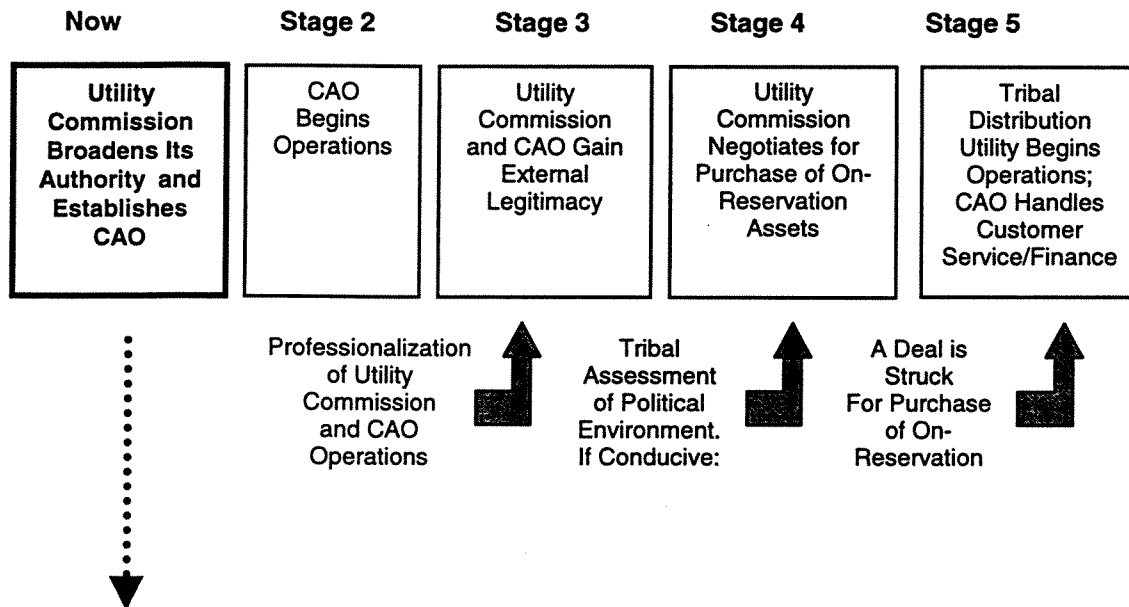 Now
Stage 2
Stage 3
Stage 4
Stage 5
Utility
Commission
Broadens Its
Authority and
Establishes
CAO
CAO
Begins
Operations
Utility
Commission
and CAO Gain
External
Legitimacy
Utility
Commission
Negotiates for
Purchase of On-
Reservation
Assets
Tribal
Distribution
Utility Begins
Operations;
CAO Handles
Customer
Service/Finance
Professionalization
of Utility
Commission
and CAO
Operations
Tribal
Assessment
of Political
Environment.
If Conducive:
A Deal is
Struck
For Purchase
of On-
Reservation